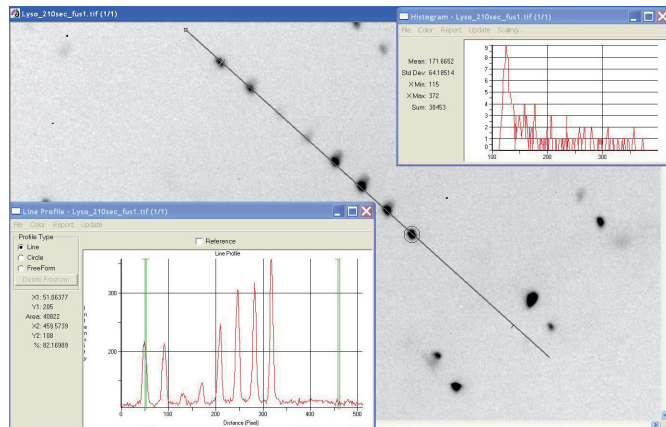 Lyso_210sec_fus1.tif (1/1)
Histogram - Lyso_210sec_fus1.tif (1/1)
File Color Report Update Scaling...
Mean: 171.6652
Std Dev: 64.18514
X Min: 115
X Max: 372
Sum: 38453
9
8
7
6
5
4
3
2
1
0
100 200 300
Line Profile - Lyso_210sec_fus1.tif (1/1)
File Color Report Update
Profile Type
Line
Circle
FreeForm
Delete Freeform
X1: 51.06377
Y1: 205
Area: 40822
X2: 459.5739
Y2: 108
%: 82.16989
Reference
Line Profile
Intensity
300
200
0 100 200 300 400 500
Distance (Pixel)